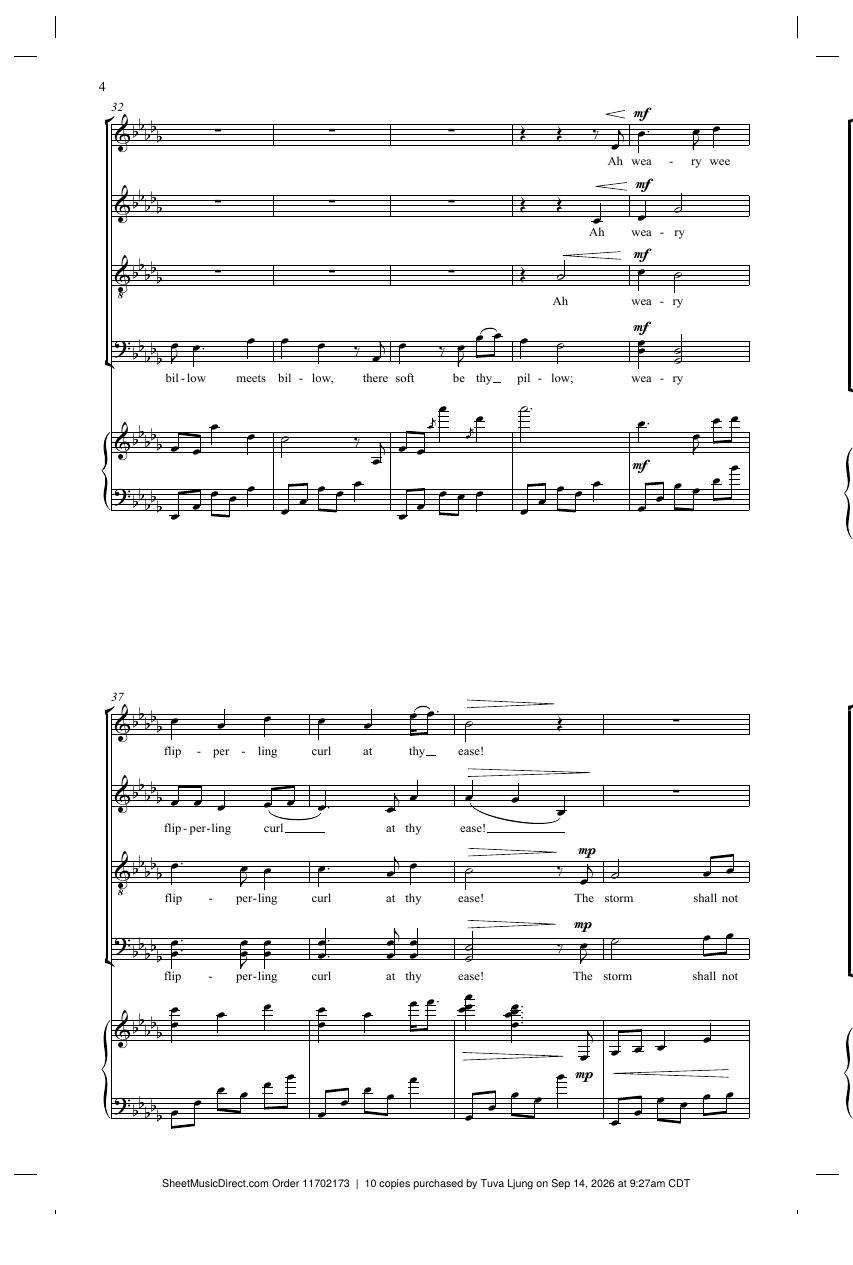 4
32
mf
Ah wea - ry wee
mf
Ah wea - ry
mf
8
Ah wea - ry
mf
bil - low meets bil - low, there soft be thy pil - low; wea - ry
mf
37
flip - per - ling curl at thy ease!
flip - per - ling curl at thy ease!
mp
8
flip - per - ling curl at thy ease! The storm shall not
mp
flip - per - ling curl at thy ease! The storm shall not
mp
SheetMusicDirect.com Order 11702173 | 10 copies purchased by Tuva Ljung on Sep 14, 2026 at 9:27am CDT